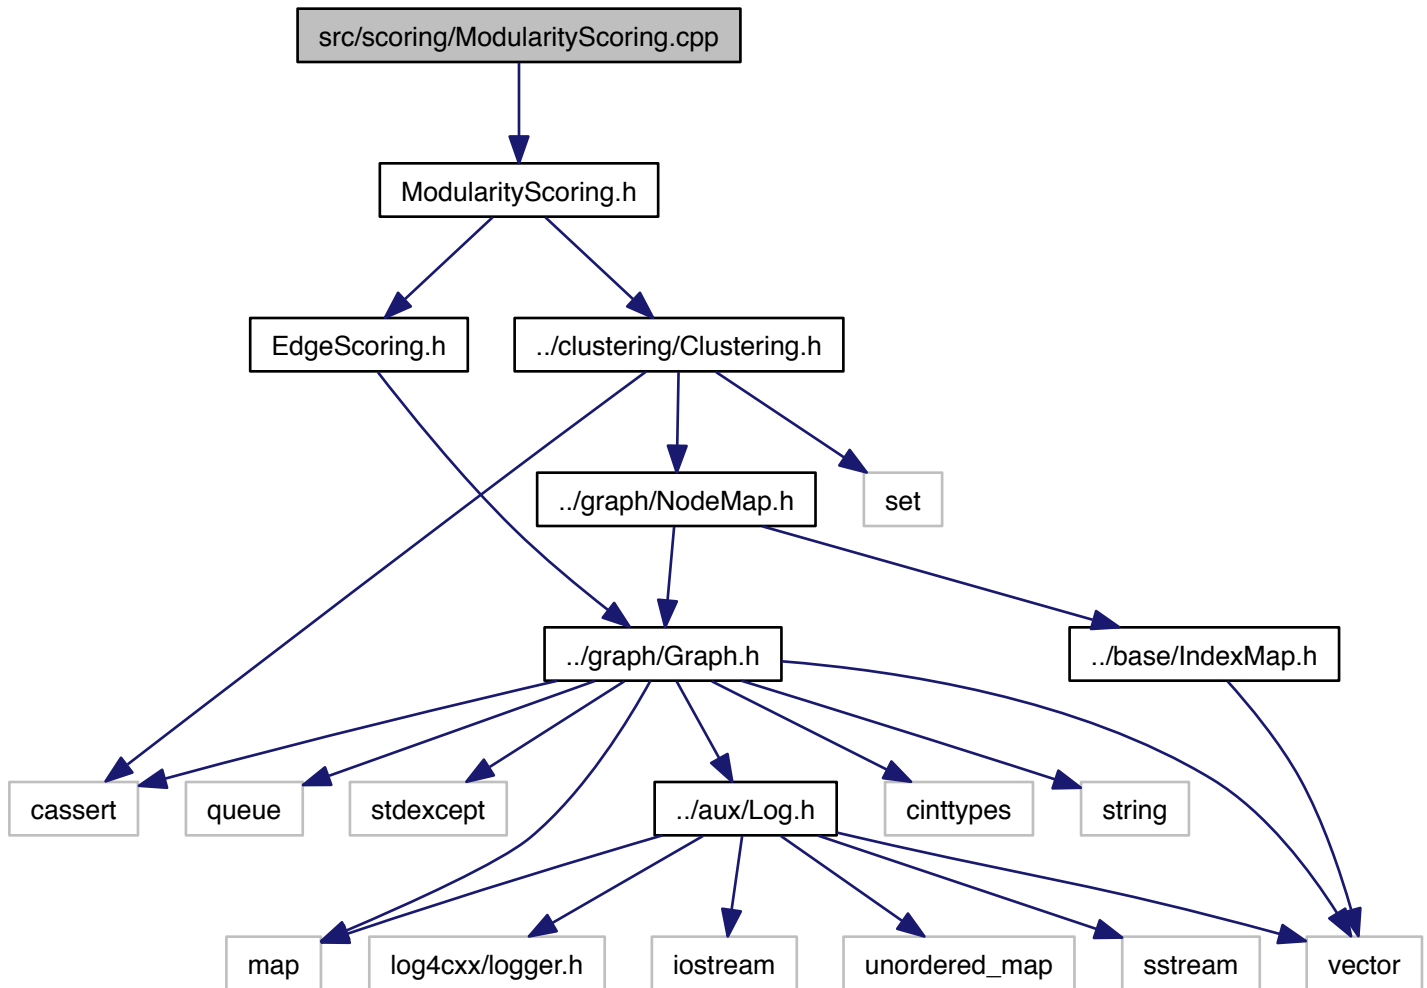 src/scoring/ModularityScoring.cpp
ModularityScoring.h
EdgeScoring.h
../clustering/Clustering.h
../graph/NodeMap.h
set
../graph/Graph.h
../base/IndexMap.h
cassert
queue
stdexcept
../aux/Log.h
cinttypes
string
map
log4cxx/logger.h
iostream
unordered_map
sstream
vector